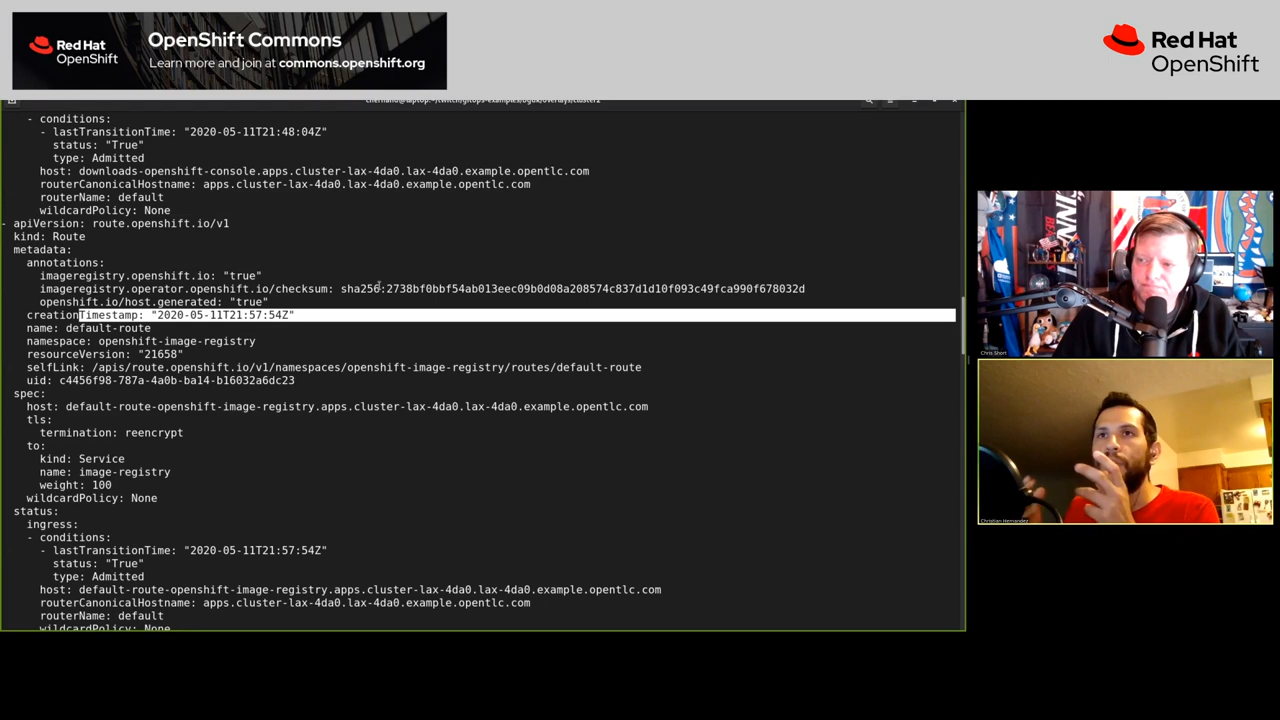 Red Hat
OpenShift
OpenShift Commons
Learn more and join at commons.openshift.org
Red Hat
OpenShift
- conditions:
- lastTransitionTime: "2020-05-11T21:48:04Z"
status: "True"
type: Admitted
host: downloads-openshift-console.apps.cluster-lax-4da0.lax-4da0.example.opentlc.com
routerCanonicalHostname: apps.cluster-lax-4da0.lax-4da0.example.opentlc.com
routerName: default
wildcardPolicy: None
- apiVersion: route.openshift.io/v1
kind: Route
metadata:
annotations:
imageregistry.openshift.io: "true"
imageregistry.operator.openshift.io/checksum: sha256:2738bf0bbf54ab013eec09b0d08a208574c837d1d10f093c49fca990f678032d
openshift.io/host.generated: "true"
creationTimestamp: "2020-05-11T21:57:54Z"
name: default-route
namespace: openshift-image-registry
resourceVersion: "21658"
selfLink: /apis/route.openshift.io/v1/namespaces/openshift-image-registry/routes/default-route
uid: c4456f98-787a-4a0b-ba14-b16032a6dc23
spec:
host: default-route-openshift-image-registry.apps.cluster-lax-4da0.lax-4da0.example.opentlc.com
tls:
termination: reencrypt
to:
kind: Service
name: image-registry
weight: 100
wildcardPolicy: None
status:
ingress:
- conditions:
- lastTransitionTime: "2020-05-11T21:57:54Z"
status: "True"
type: Admitted
host: default-route-openshift-image-registry.apps.cluster-lax-4da0.lax-4da0.example.opentlc.com
routerCanonicalHostname: apps.cluster-lax-4da0.lax-4da0.example.opentlc.com
routerName: default
wildcardPolicy: None
Chris Short
Christian Hernandez